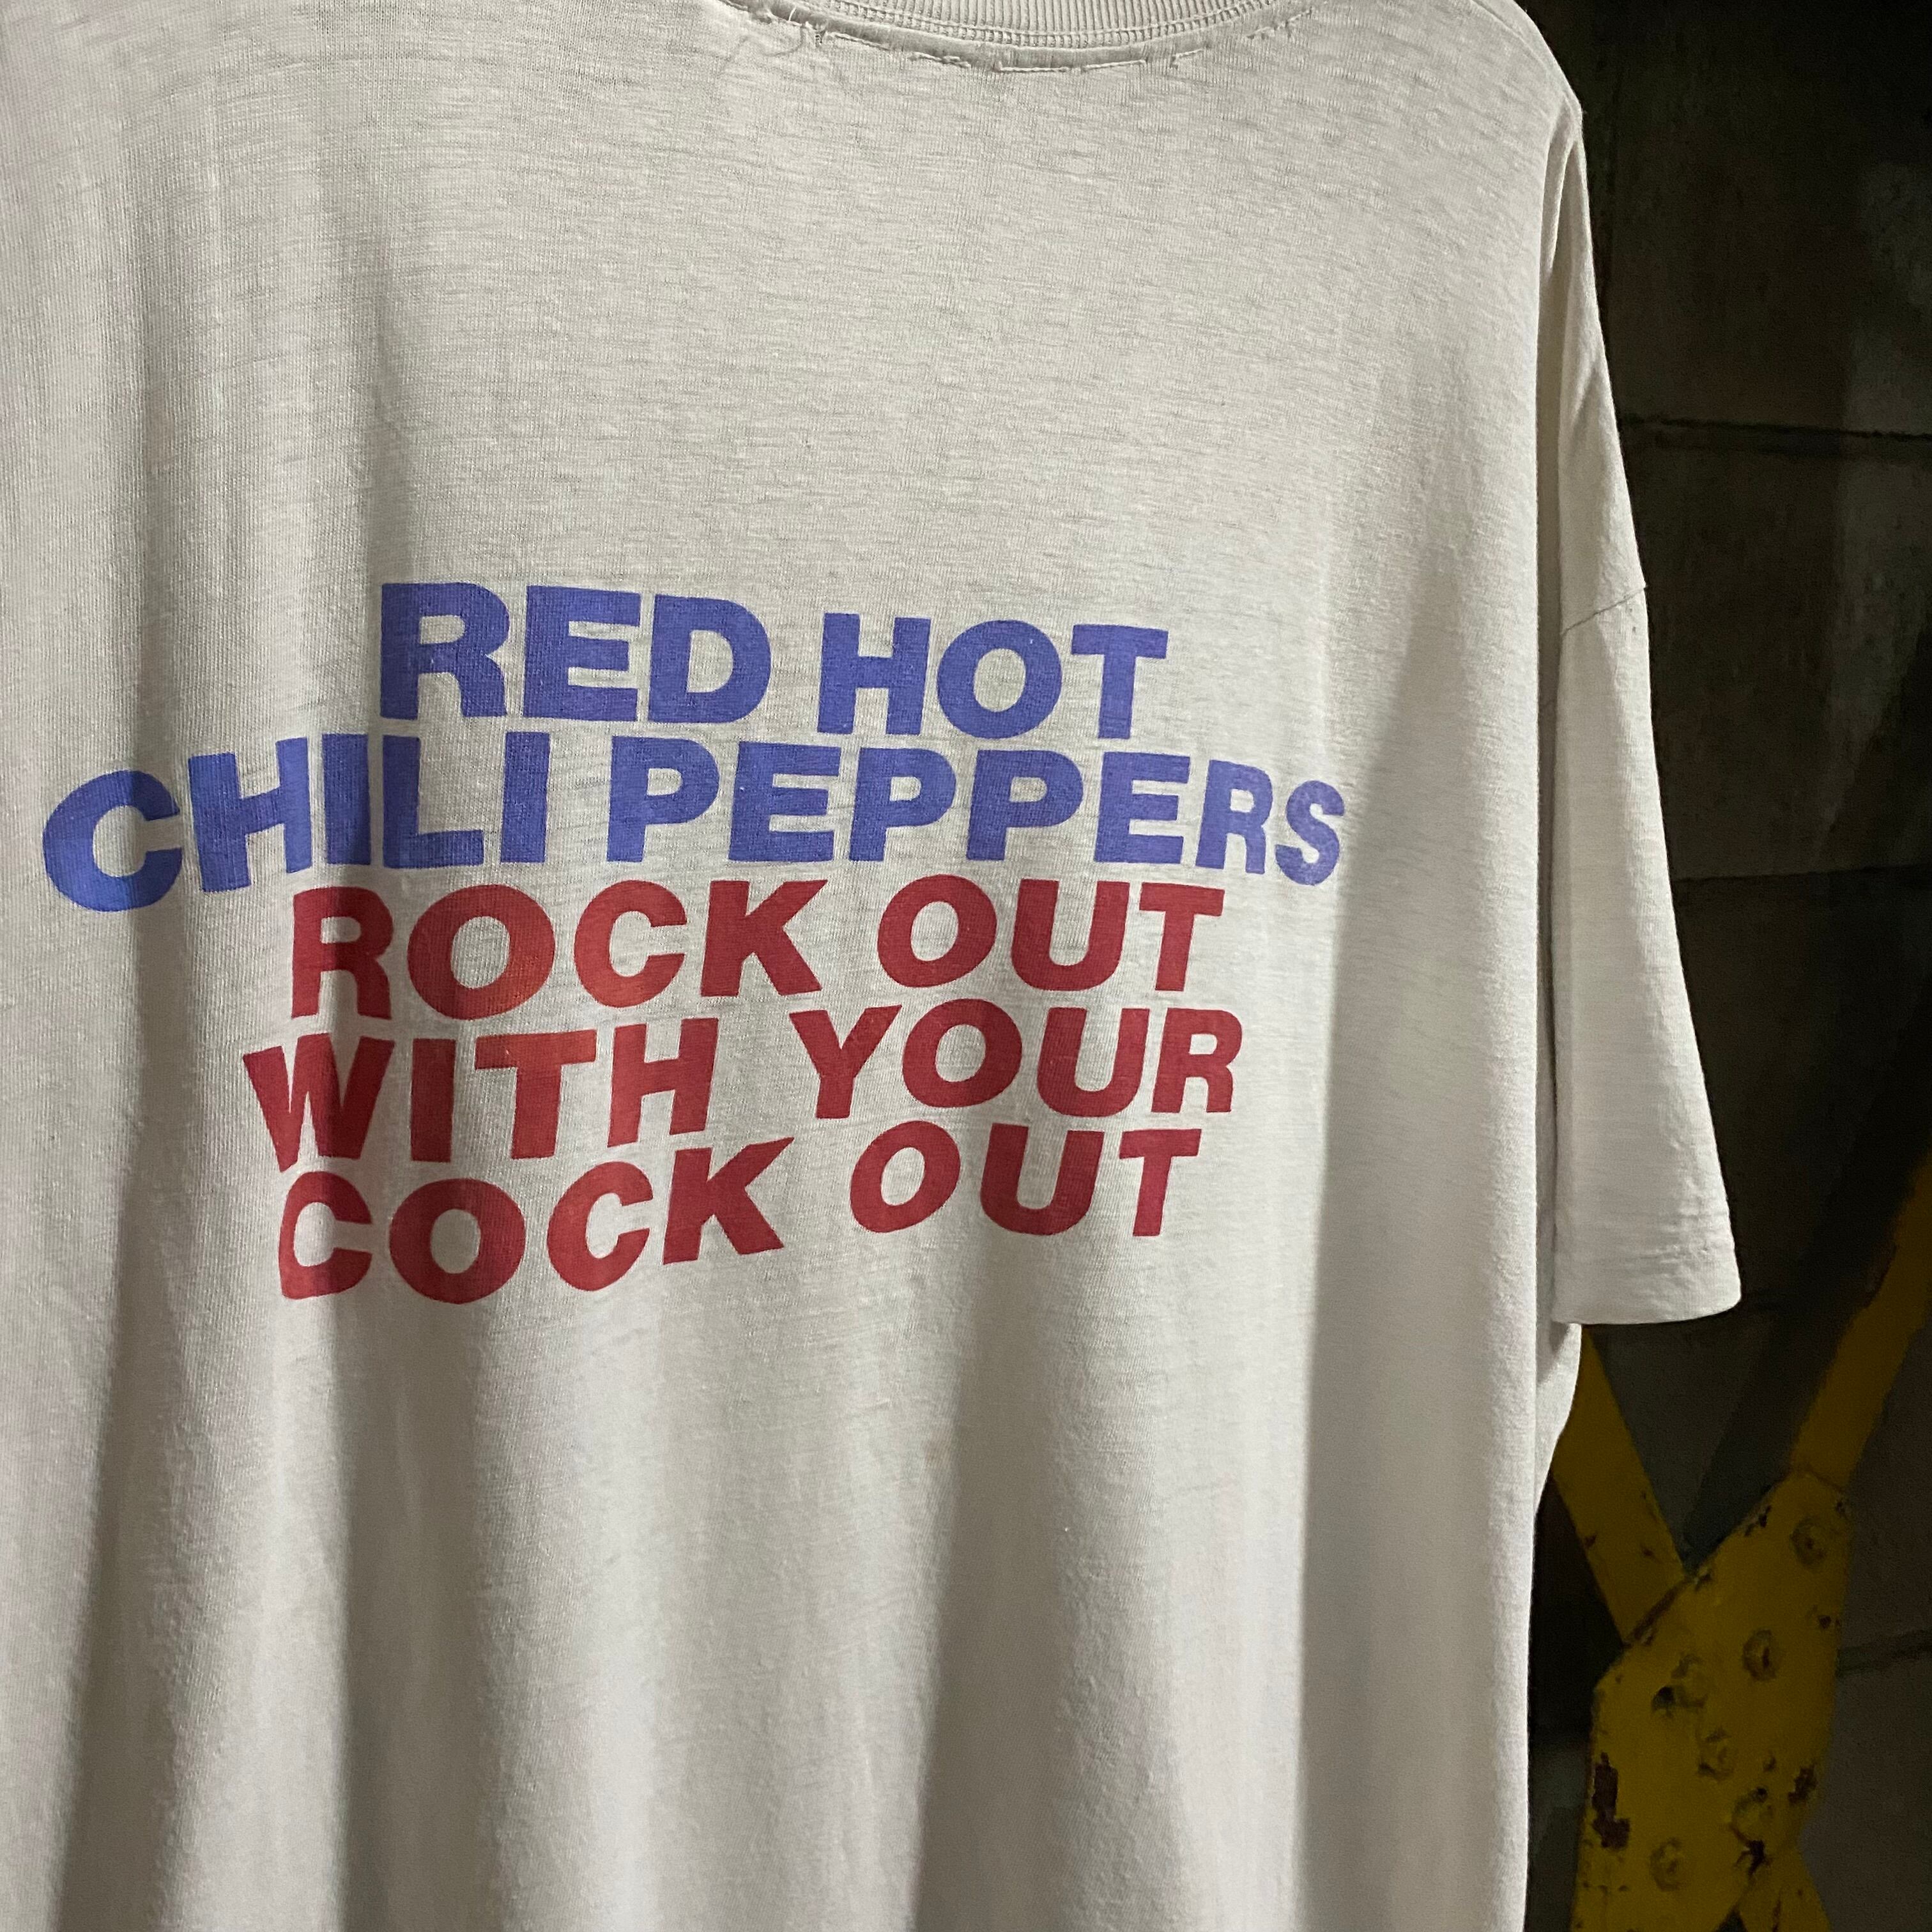 RED HOT
CHILI PEPPERS
ROCK OUT
WITH YOUR
COCK OUT